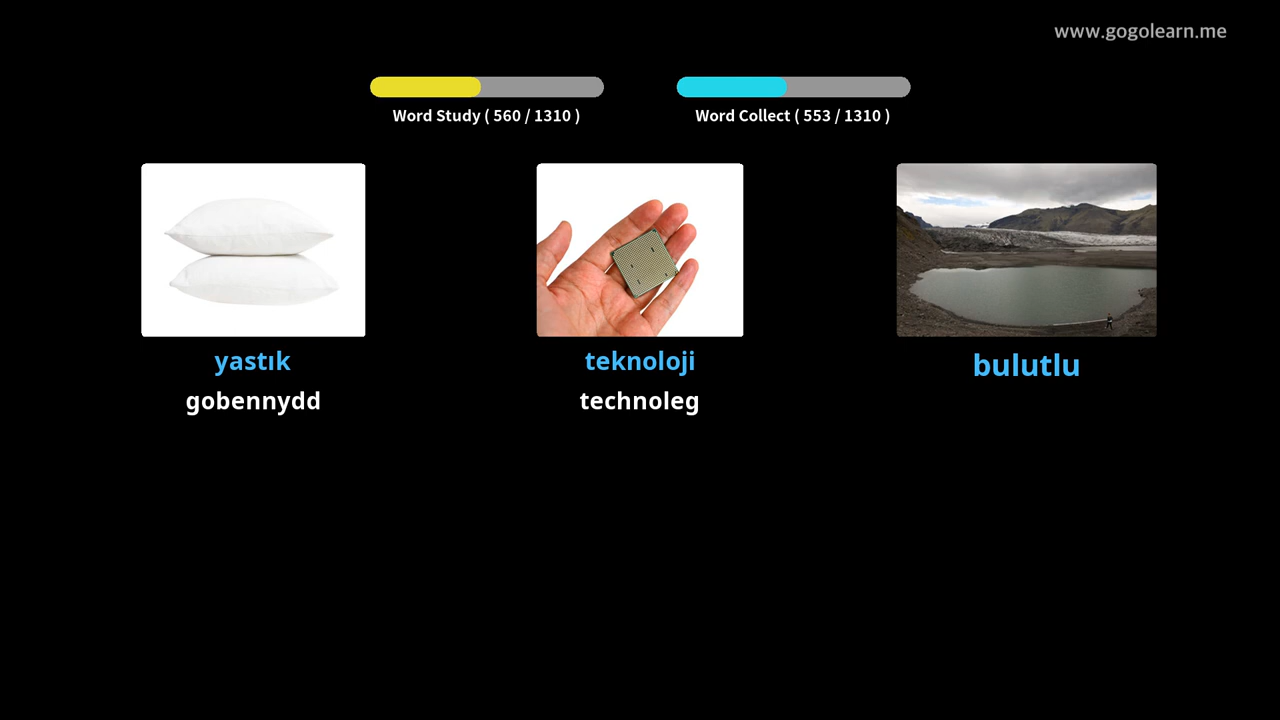 www.gogolearn.me
Word Study ( 560 / 1310 )
Word Collect ( 553 / 1310 )
yastık
gobennydd
teknoloji
technoleg
bulutlu